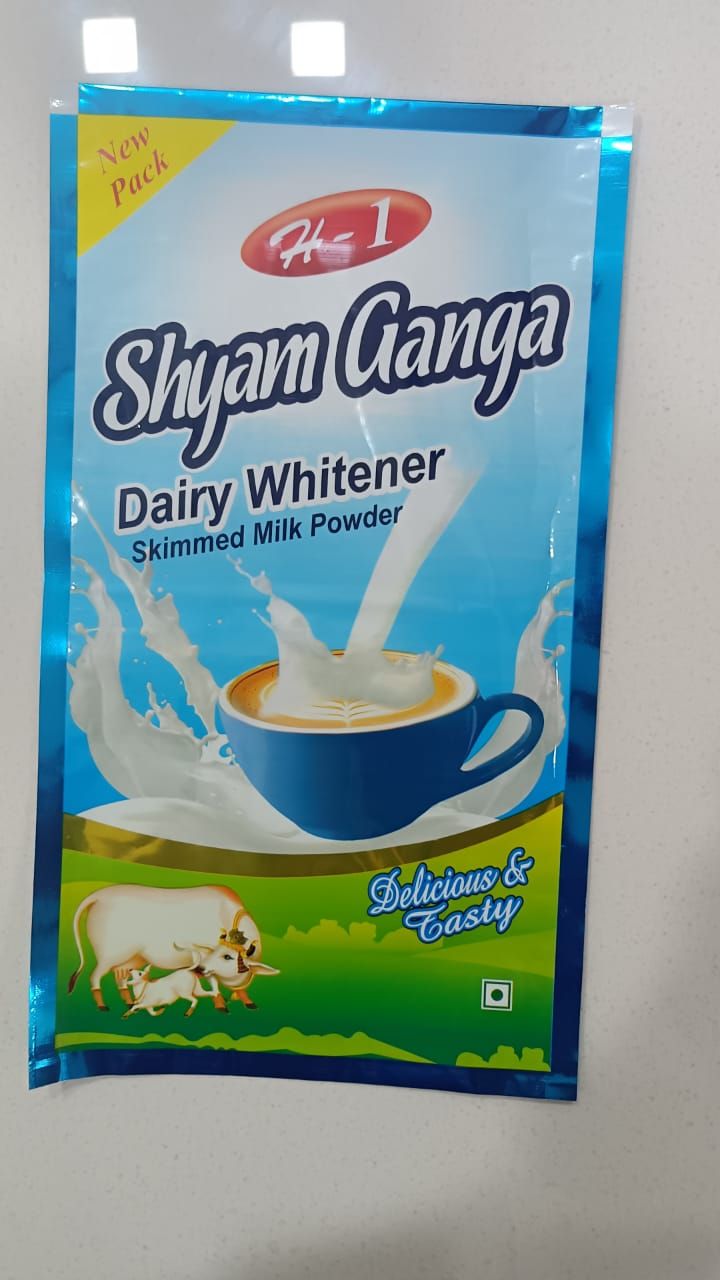 New
Pack
H-1
Shyam Ganga
Dairy Whitener
Skimmed Milk Powder
Delicious &
Tasty